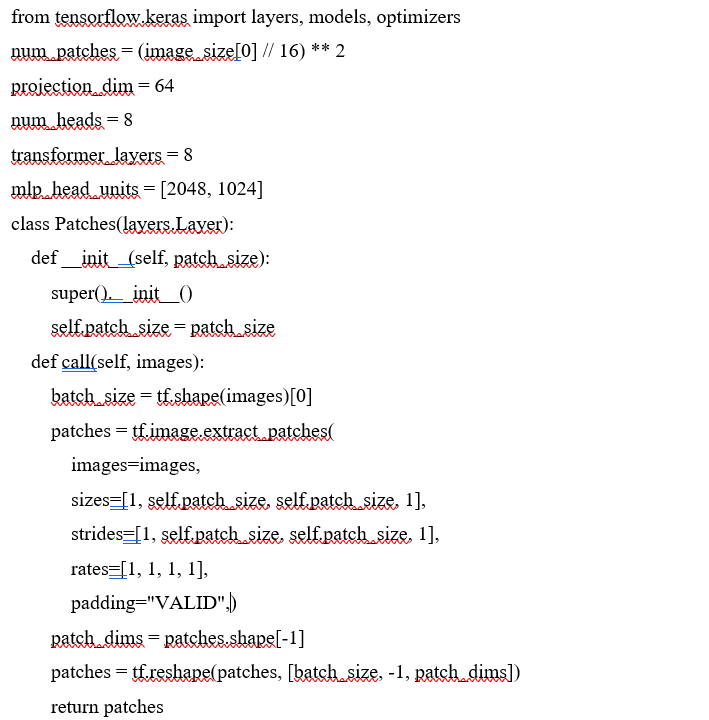 from tensorflow.keras import layers, models, optimizers
num_patches = (image_size[0] // 16) ** 2
projection_dim = 64
num_heads = 8
transformer_layers = 8
mlp_head_units = [2048, 1024]
class Patches(layers.Layer):
def __init__(self, patch_size):
super().__init__()
self.patch_size = patch_size
def call(self, images):
batch_size = tf.shape(images)[0]
patches = tf.image.extract_patches(
images=images,
sizes=[1, self.patch_size, self.patch_size, 1],
strides=[1, self.patch_size, self.patch_size, 1],
rates=[1, 1, 1, 1],
padding="VALID",)
patch_dims = patches.shape[-1]
patches = tf.reshape(patches, [batch_size, -1, patch_dims])
return patches